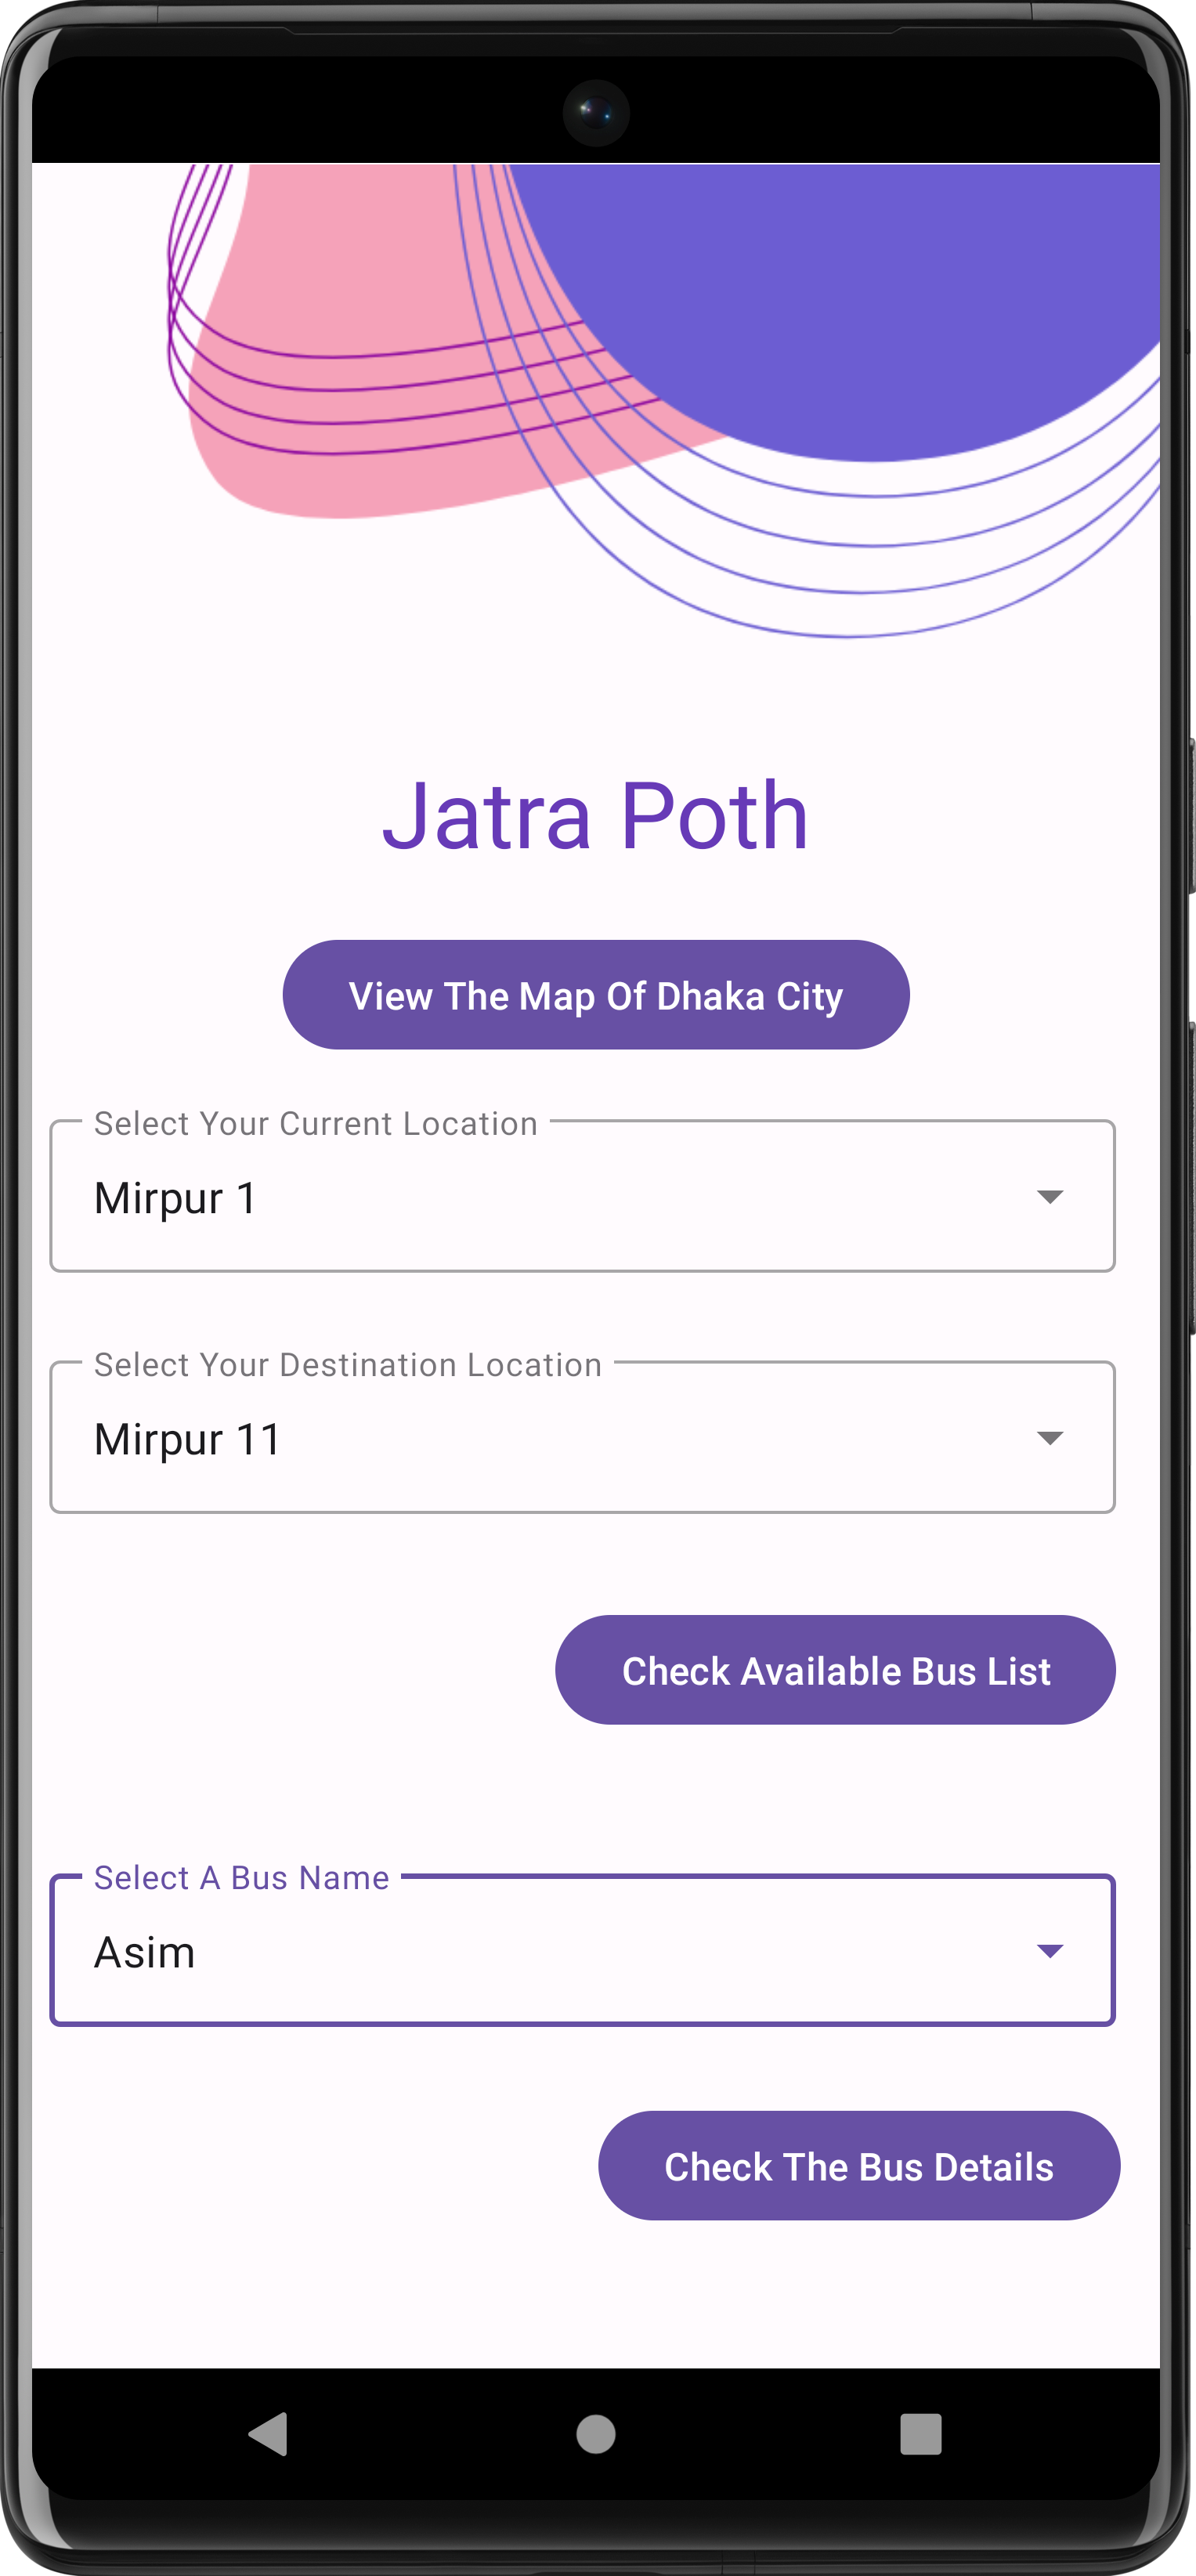 Jatra Poth
View The Map Of Dhaka City
Select Your Current Location
Mirpur 1
Select Your Destination Location
Mirpur 11
Check Available Bus List
Select A Bus Name
Asim
Check The Bus Details